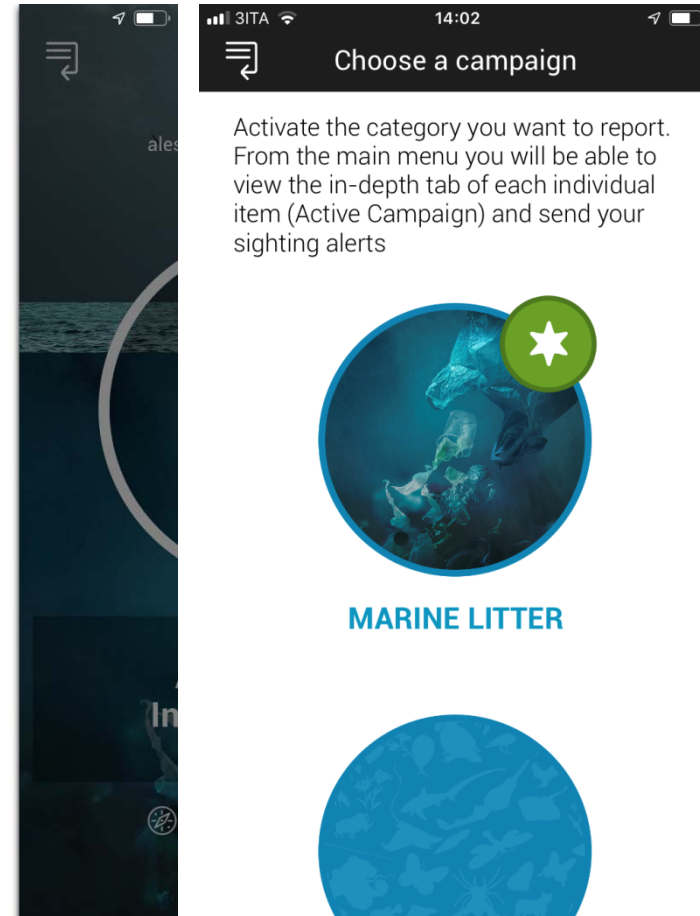 3ITA
14:02
Choose a campaign
Activate the category you want to report.
From the main menu you will be able to
view the in-depth tab of each individual
item (Active Campaign) and send your
sighting alerts
MARINE LITTER